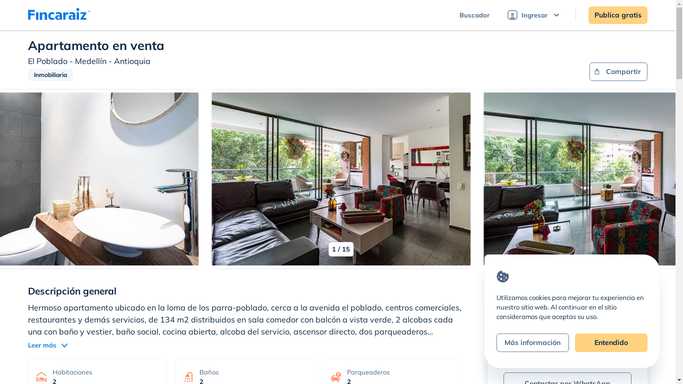 Fincaraiz
Buscador
Ingresar
Publica gratis
Apartamento en venta
El Poblado - Medellín - Antioquia
Inmobiliaria
Compartir
1 / 15
Descripción general
Hermoso apartamento ubicado en la loma de los parra-poblado, cerca a la avenida el poblado, centros comerciales,
restaurantes y demás servicios, de 134 m2 distribuidos en sala comedor con balcón a vista verde, 2 alcobas cada
una con baño y vestier, baño social, cocina abierta, alcoba del servicio, ascensor directo, dos parqueaderos...
Leer más
Habitaciones
2
Baños
2
Parqueaderos
2
Utilizamos cookies para mejorar tu experiencia en
nuestro sitio web. Al continuar en el sitio
consideramos que aceptas su uso.
Más información
Entendido
Contactar por WhatsApp